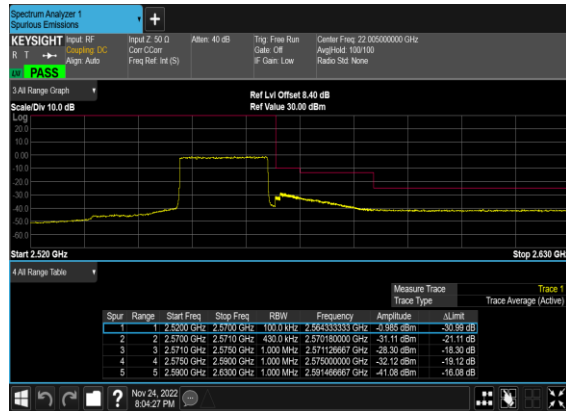 Spectrum Analyzer 1
Spurious Emissions
KEYSIGHT Input: RF Input Z: 50 Ω Atten: 40 dB Trig: Free Run Center Freq: 22.005000000 GHz
R T Coupling: DC Corr CCorr Gate: Off Avg|Hold: 100/100
Align: Auto Freq Ref: Int (S) IF Gain: Low Radio Std: None
PASS
3 All Range Graph
Ref Lvl Offset 8.40 dB
Scale/Div 10.0 dB Ref Value 30.00 dBm
Log
20.0
10.0
0.00
-10.0
-20.0
-30.0
-40.0
-50.0
-60.0
Start 2.520 GHz Stop 2.630 GHz
4 All Range Table
Measure Trace Trace 1
Trace Type Trace Average (Active)
Spur Range Start Freq Stop Freq RBW Frequency Amplitude ΔLimit
1 1 2.5200 GHz 2.5700 GHz 100.0 kHz 2.564333333 GHz -0.985 dBm -30.99 dB
2 2 2.5700 GHz 2.5710 GHz 430.0 kHz 2.570180000 GHz -31.11 dBm -21.11 dB
3 3 2.5710 GHz 2.5750 GHz 1.000 MHz 2.571126667 GHz -28.30 dBm -18.30 dB
4 4 2.5750 GHz 2.5900 GHz 1.000 MHz 2.575000000 GHz -32.12 dBm -19.12 dB
5 5 2.5900 GHz 2.6300 GHz 1.000 MHz 2.591466667 GHz -41.08 dBm -16.08 dB
? Nov 24, 2022
8:04:27 PM